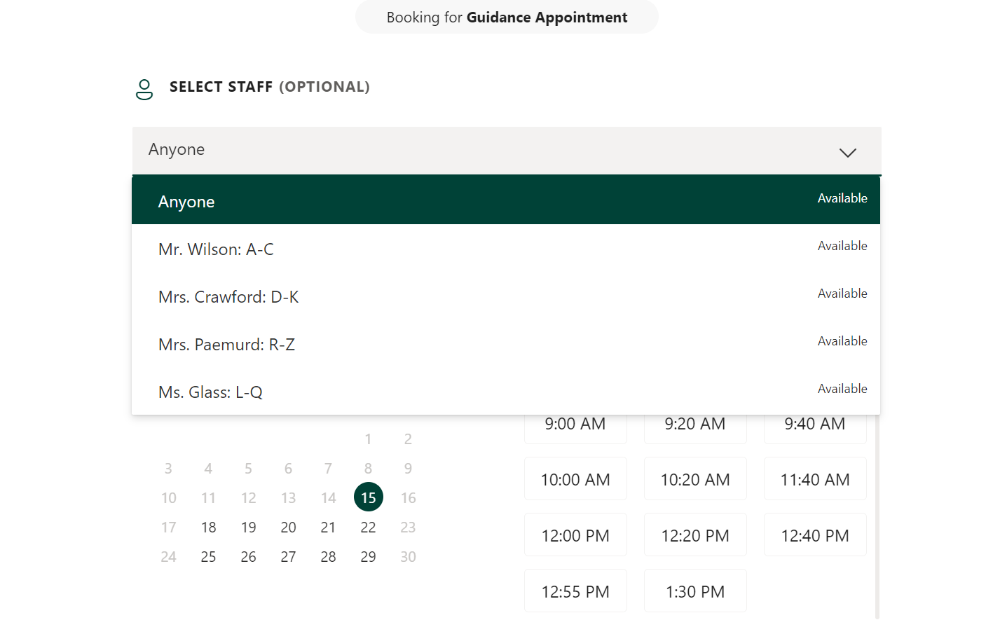 Booking for Guidance Appointment
SELECT STAFF (OPTIONAL)
Anyone
Anyone Available
Mr. Wilson: A-C Available
Mrs. Crawford: D-K Available
Mrs. Paemurd: R-Z Available
Ms. Glass: L-Q Available
1 2
3 4 5 6 7 8 9
10 11 12 13 14 15 16
17 18 19 20 21 22 23
24 25 26 27 28 29 30
9:00 AM 9:20 AM 9:40 AM
10:00 AM 10:20 AM 11:40 AM
12:00 PM 12:20 PM 12:40 PM
12:55 PM 1:30 PM